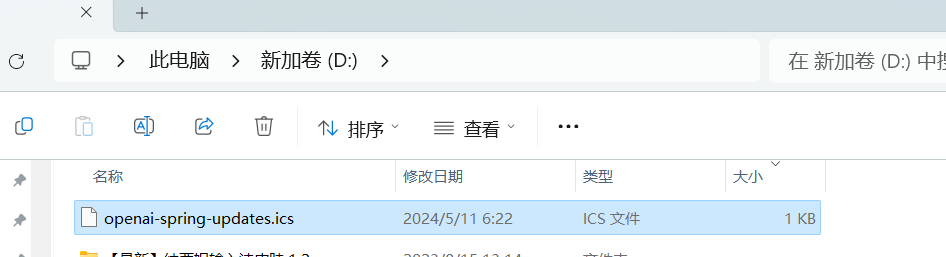 此电脑 新加卷 (D:) 在 新加卷 (D:) 中
排序 查看
名称 修改日期 类型 大小
openai-spring-updates.ics 2024/5/11 6:22 ICS 文件 1 KB